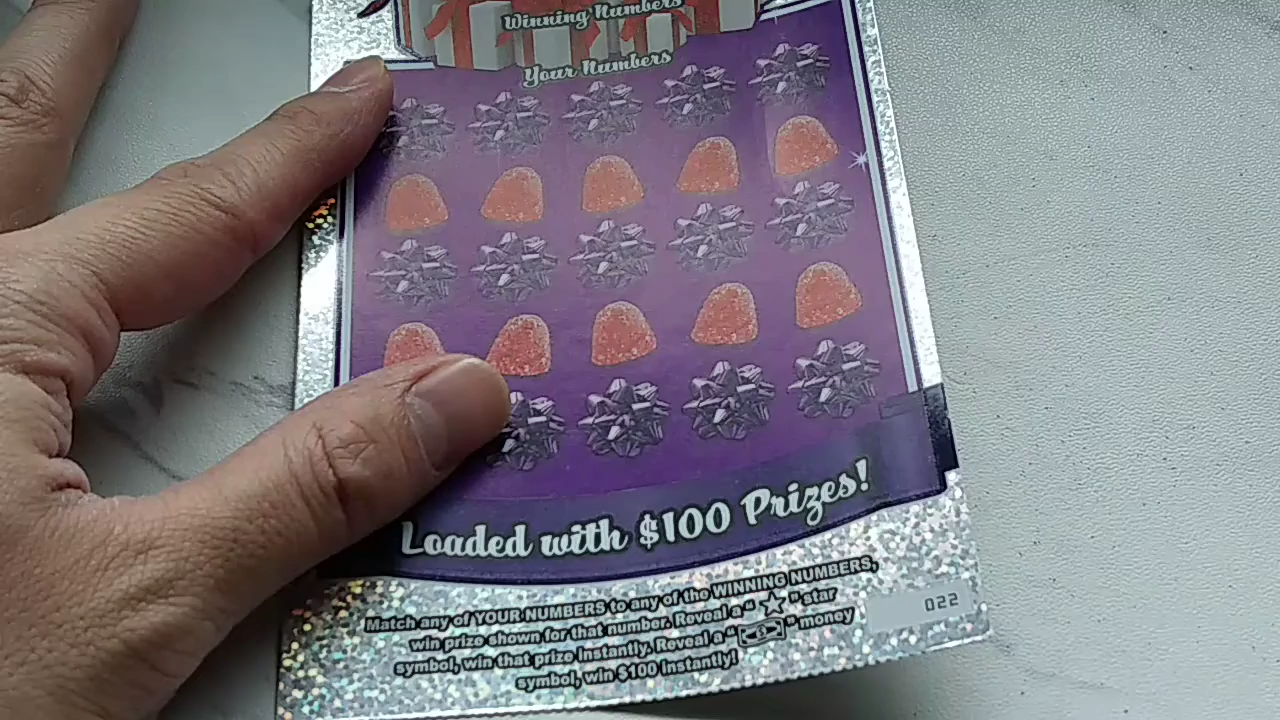 Winning Numbers
Your Numbers
Loaded with $100 Prizes!
Match any of YOUR NUMBERS to any of the WINNING NUMBERS,
win prize shown for that number. Reveal a " " star
symbol, win that prize instantly. Reveal a " " money
symbol, win $100 instantly!
022